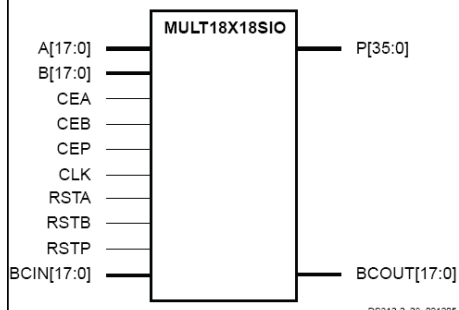 MULT18X18SIO
A[17:0]
P[35:0]
B[17:0]
CEA
CEB
CEP
CLK
RSTA
RSTB
RSTP
BCIN[17:0]
BCOUT[17:0]